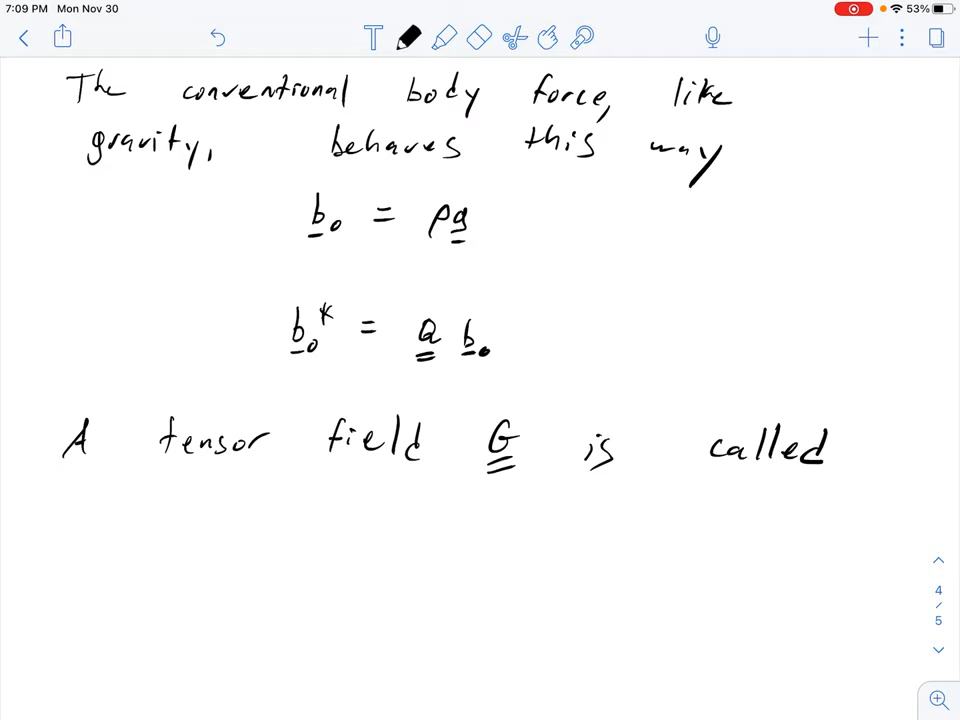 7:09 PM Mon Nov 30
53%
T
The conventional body force, like
gravity, behaves this way
b₀ = ρg
b₀* = Q b₀
A tensor field G is called
4
/
5